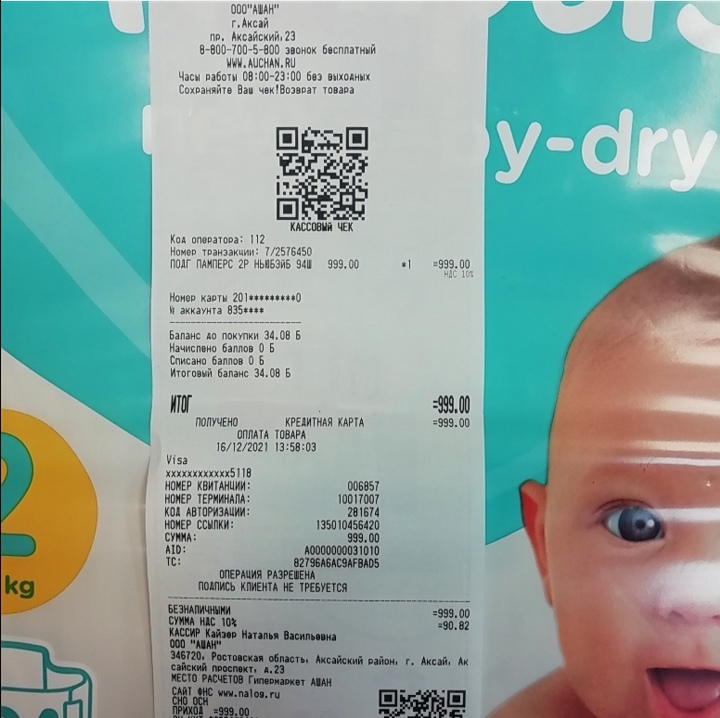 ООО"АШАН"
г.Аксай
пр. Аксайский,23
8-800-700-5-800 звонок бесплатный
WWW.AUCHAN.RU
Часы работы 08:00-23:00 без выходных
Сохраняйте Ваш чек!Возврат товара
y-dry
КАССОВЫЙ ЧЕК
Код оператора: 112
Номер транзакции: 7/2576450
ПОДГ ПАМПЕРС 2Р НЬЮБЭЙБ 94Ш 999.00 *1 =999.00
НДС 10%
Номер карты 201*********0
№ аккаунта 835****
Баланс до покупки 34.08 Б
Начислено баллов 0 Б
Списано баллов 0 Б
Итоговый баланс 34.08 Б
ИТОГ =999.00
ПОЛУЧЕНО КРЕДИТНАЯ КАРТА =999.00
ОПЛАТА ТОВАРА
16/12/2021 13:58:03
Visa
xxxxxxxxxxxx5118
НОМЕР КВИТАНЦИИ: 006857
НОМЕР ТЕРМИНАЛА: 10017007
КОД АВТОРИЗАЦИИ: 281674
НОМЕР ССЫЛКИ: 135010456420
СУММА: 999.00
AID: A0000000031010
TC: 82796A6AC9AFBAD5
ОПЕРАЦИЯ РАЗРЕШЕНА
ПОДПИСЬ КЛИЕНТА НЕ ТРЕБУЕТСЯ
2
kg
БЕЗНАЛИЧНЫМИ =999.00
СУММА НДС 10% =90.82
КАССИР Кайзер Наталья Васильевна
ООО "АШАН"
346720, Ростовская область, Аксайский район, г. Аксай, Ак
сайский проспект, д.23
МЕСТО РАСЧЕТОВ Гипермаркет АШАН
САЙТ ФНС www.nalog.ru
СНО ОСН
ПРИХОД =999.00